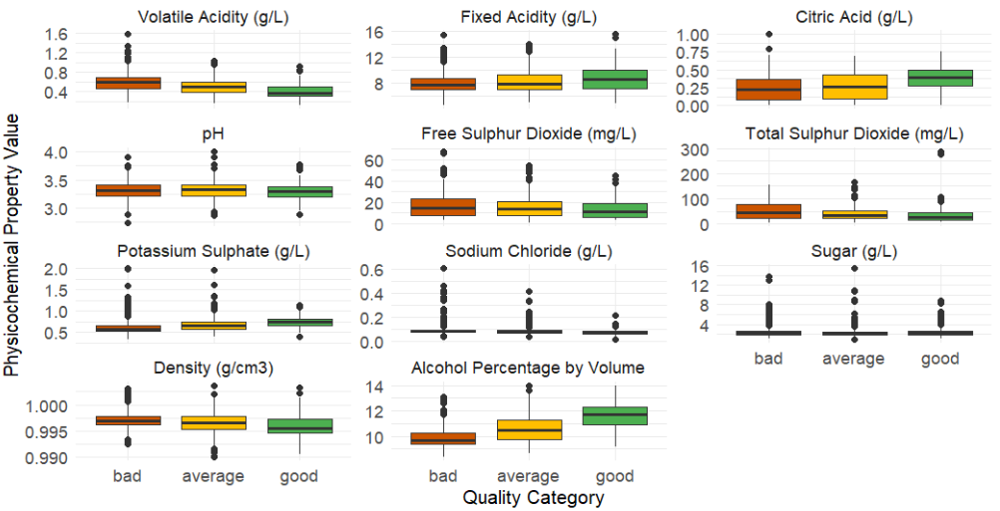 Volatile Acidity (g/L)
Fixed Acidity (g/L)
Citric Acid (g/L)
1.6
1.2
0.8
0.4
16
12
8
1.00
0.75
0.50
0.25
0.00
pH
Free Sulphur Dioxide (mg/L)
Total Sulphur Dioxide (mg/L)
4.0
3.5
3.0
60
40
20
0
300
200
100
0
Physicochemical Property Value
Potassium Sulphate (g/L)
Sodium Chloride (g/L)
Sugar (g/L)
2.0
1.5
1.0
0.5
0.6
0.4
0.2
0.0
16
12
8
4
bad average good
Density (g/cm3)
Alcohol Percentage by Volume
1.000
0.995
0.990
14
12
10
bad average good
bad average good
Quality Category